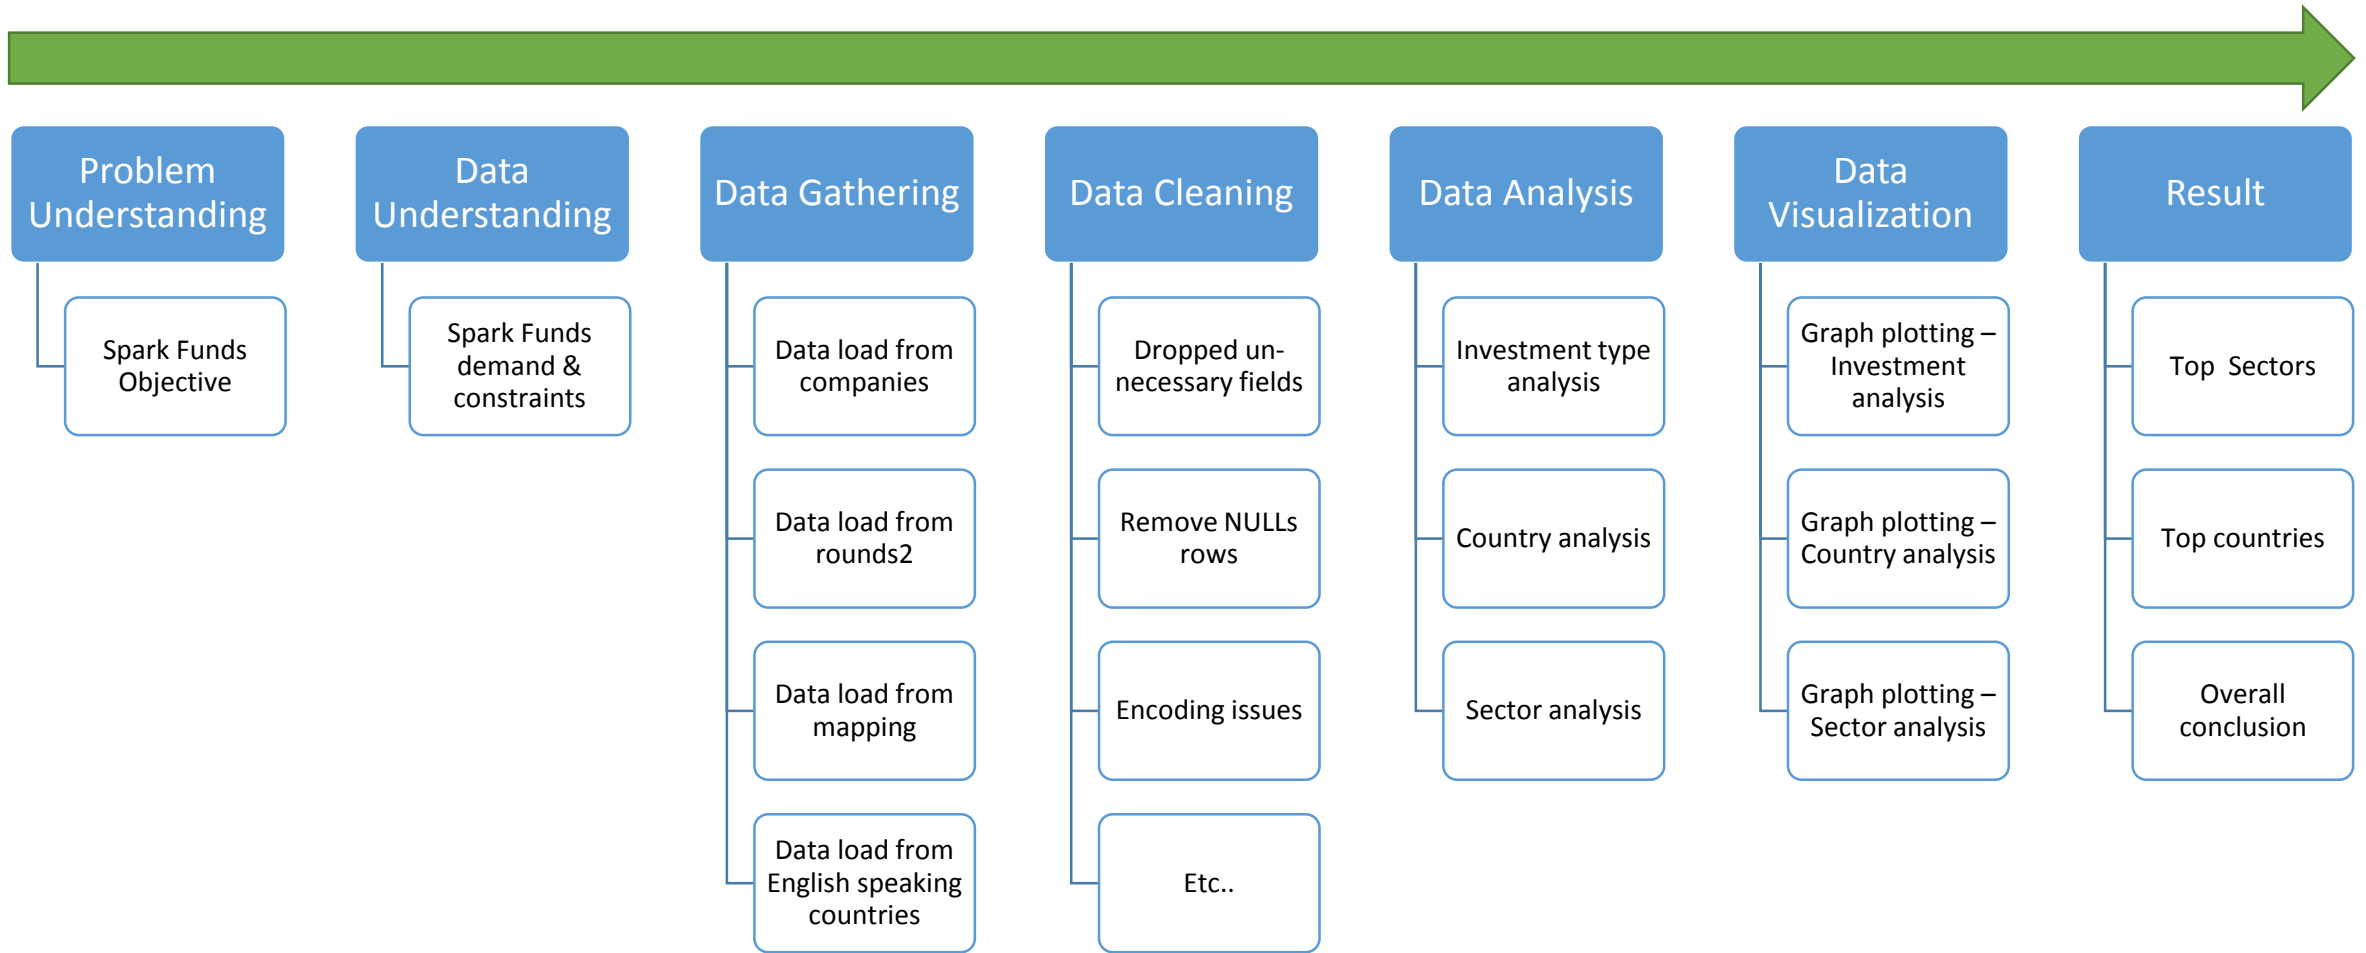 Problem
Understanding
Spark Funds
Objective
Data
Understanding
Spark Funds
demand &
constraints
Data Gathering
Data load from
companies
Data load from
rounds2
Data load from
mapping
Data load from
English speaking
countries
Data Cleaning
Dropped un-
necessary fields
Remove NULLs
rows
Encoding issues
Etc..
Data Analysis
Investment type
analysis
Country analysis
Sector analysis
Data
Visualization
Graph plotting –
Investment
analysis
Graph plotting –
Country analysis
Graph plotting –
Sector analysis
Result
Top  Sectors
Top countries
Overall
conclusion